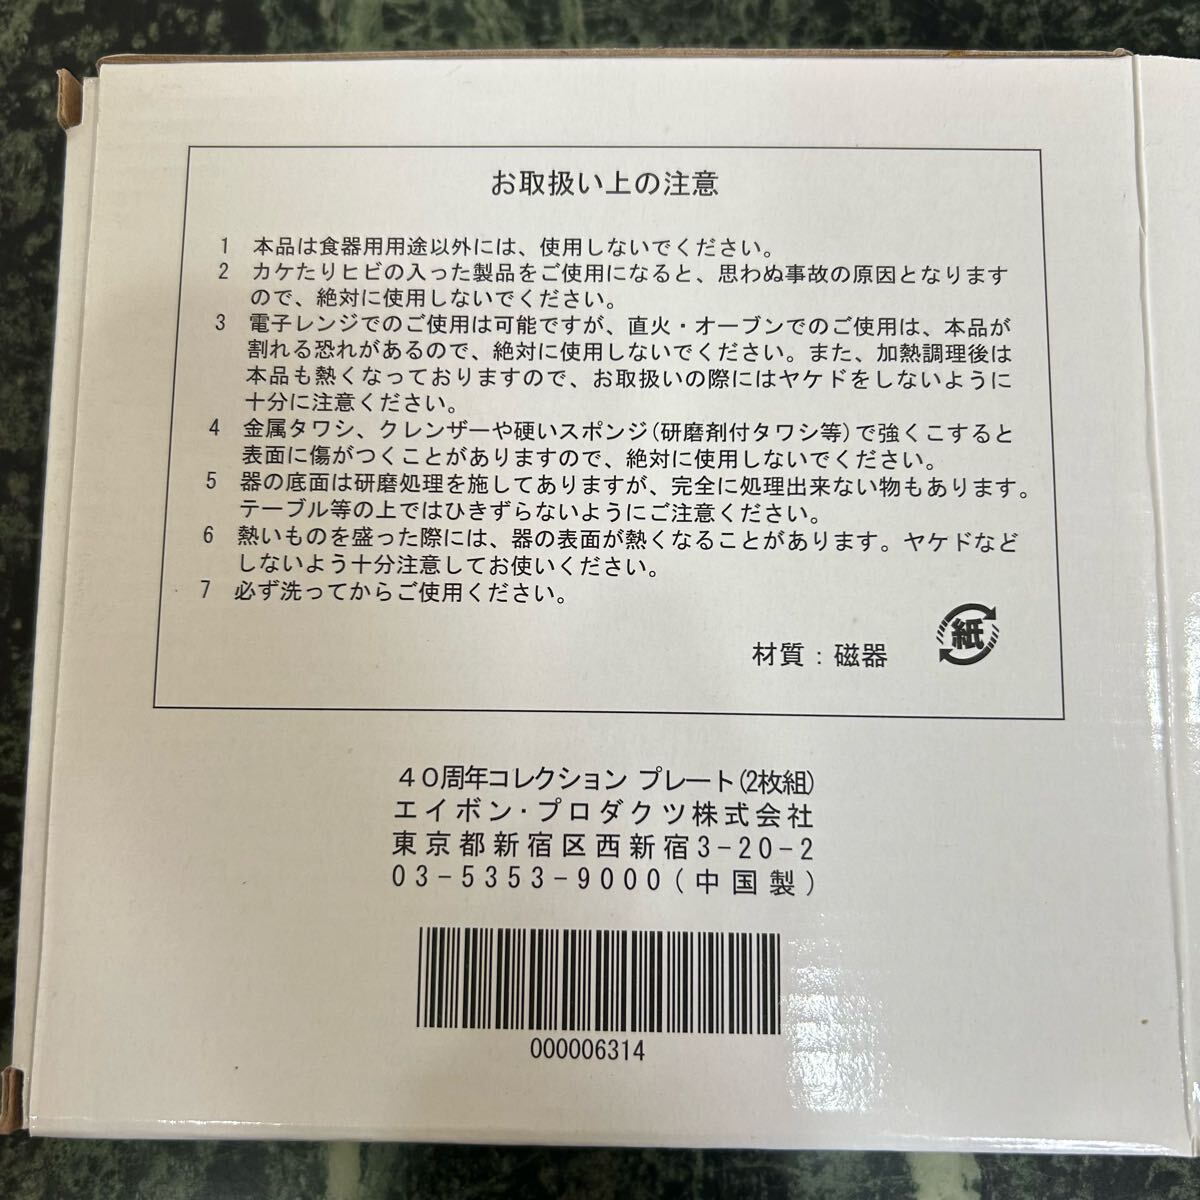 お取扱い上の注意
1 本品は食器用用途以外には、使用しないでください。
2 カケたりヒビの入った製品をご使用になると、思わぬ事故の原因となります
ので、絶対に使用しないでください。
3 電子レンジでのご使用は可能ですが、直火・オーブンでのご使用は、本品が
割れる恐れがあるので、絶対に使用しないでください。また、加熱調理後は
本品も熱くなっておりますので、お取扱いの際にはヤケドをしないように
十分に注意ください。
4 金属タワシ、クレンザーや硬いスポンジ(研磨剤付タワシ等)で強くこすると
表面に傷がつくことがありますので、絶対に使用しないでください。
5 器の底面は研磨処理を施してありますが、完全に処理出来ない物もあります。
テーブル等の上ではひきずらないようにご注意ください。
6 熱いものを盛った際には、器の表面が熱くなることがあります。ヤケドなど
しないよう十分注意してお使いください。
7 必ず洗ってからご使用ください。
材質：磁器
紙
４０周年コレクション プレート(2枚組)
エイボン・プロダクツ株式会社
東京都新宿区西新宿3-20-2
03-5353-9000(中国製)
000006314